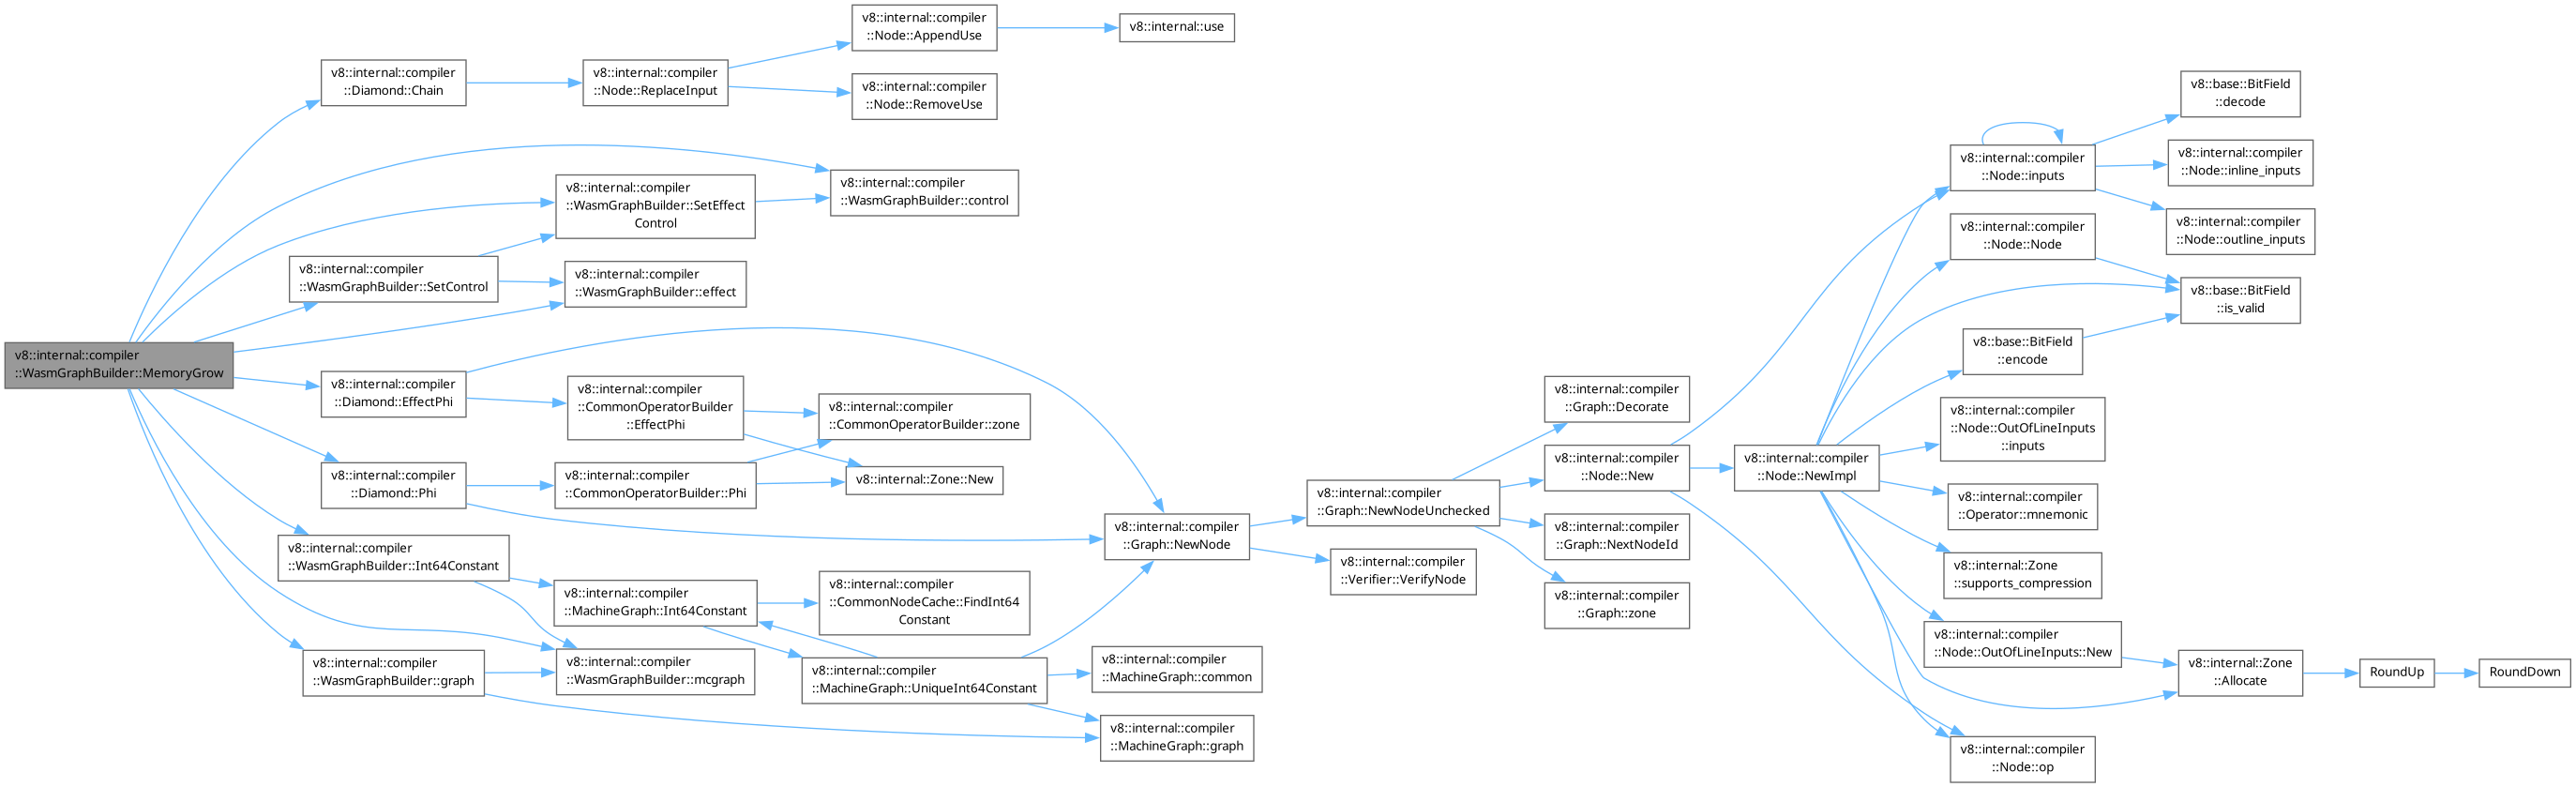 v8::internal::compiler
::WasmGraphBuilder::MemoryGrow
v8::internal::compiler
::Diamond::Chain
v8::internal::compiler
::Node::ReplaceInput
v8::internal::compiler
::Node::AppendUse
v8::internal::use
v8::internal::compiler
::Node::RemoveUse
v8::internal::compiler
::WasmGraphBuilder::control
v8::internal::compiler
::WasmGraphBuilder::SetEffect
Control
v8::internal::compiler
::WasmGraphBuilder::SetControl
v8::internal::compiler
::WasmGraphBuilder::effect
v8::internal::compiler
::Diamond::EffectPhi
v8::internal::compiler
::CommonOperatorBuilder
::EffectPhi
v8::internal::compiler
::CommonOperatorBuilder::zone
v8::internal::Zone::New
v8::internal::compiler
::Diamond::Phi
v8::internal::compiler
::CommonOperatorBuilder::Phi
v8::internal::compiler
::WasmGraphBuilder::Int64Constant
v8::internal::compiler
::MachineGraph::Int64Constant
v8::internal::compiler
::CommonNodeCache::FindInt64
Constant
v8::internal::compiler
::WasmGraphBuilder::graph
v8::internal::compiler
::WasmGraphBuilder::mcgraph
v8::internal::compiler
::MachineGraph::UniqueInt64Constant
v8::internal::compiler
::MachineGraph::common
v8::internal::compiler
::MachineGraph::graph
v8::internal::compiler
::Graph::NewNode
v8::internal::compiler
::Graph::NewNodeUnchecked
v8::internal::compiler
::Verifier::VerifyNode
v8::internal::compiler
::Graph::Decorate
v8::internal::compiler
::Node::New
v8::internal::compiler
::Graph::NextNodeId
v8::internal::compiler
::Graph::zone
v8::internal::compiler
::Node::NewImpl
v8::internal::compiler
::Node::inputs
v8::base::BitField
::decode
v8::internal::compiler
::Node::inline_inputs
v8::internal::compiler
::Node::outline_inputs
v8::internal::compiler
::Node::Node
v8::base::BitField
::is_valid
v8::base::BitField
::encode
v8::internal::compiler
::Node::OutOfLineInputs
::inputs
v8::internal::compiler
::Operator::mnemonic
v8::internal::Zone
::supports_compression
v8::internal::compiler
::Node::OutOfLineInputs::New
v8::internal::Zone
::Allocate
RoundUp
RoundDown
v8::internal::compiler
::Node::op